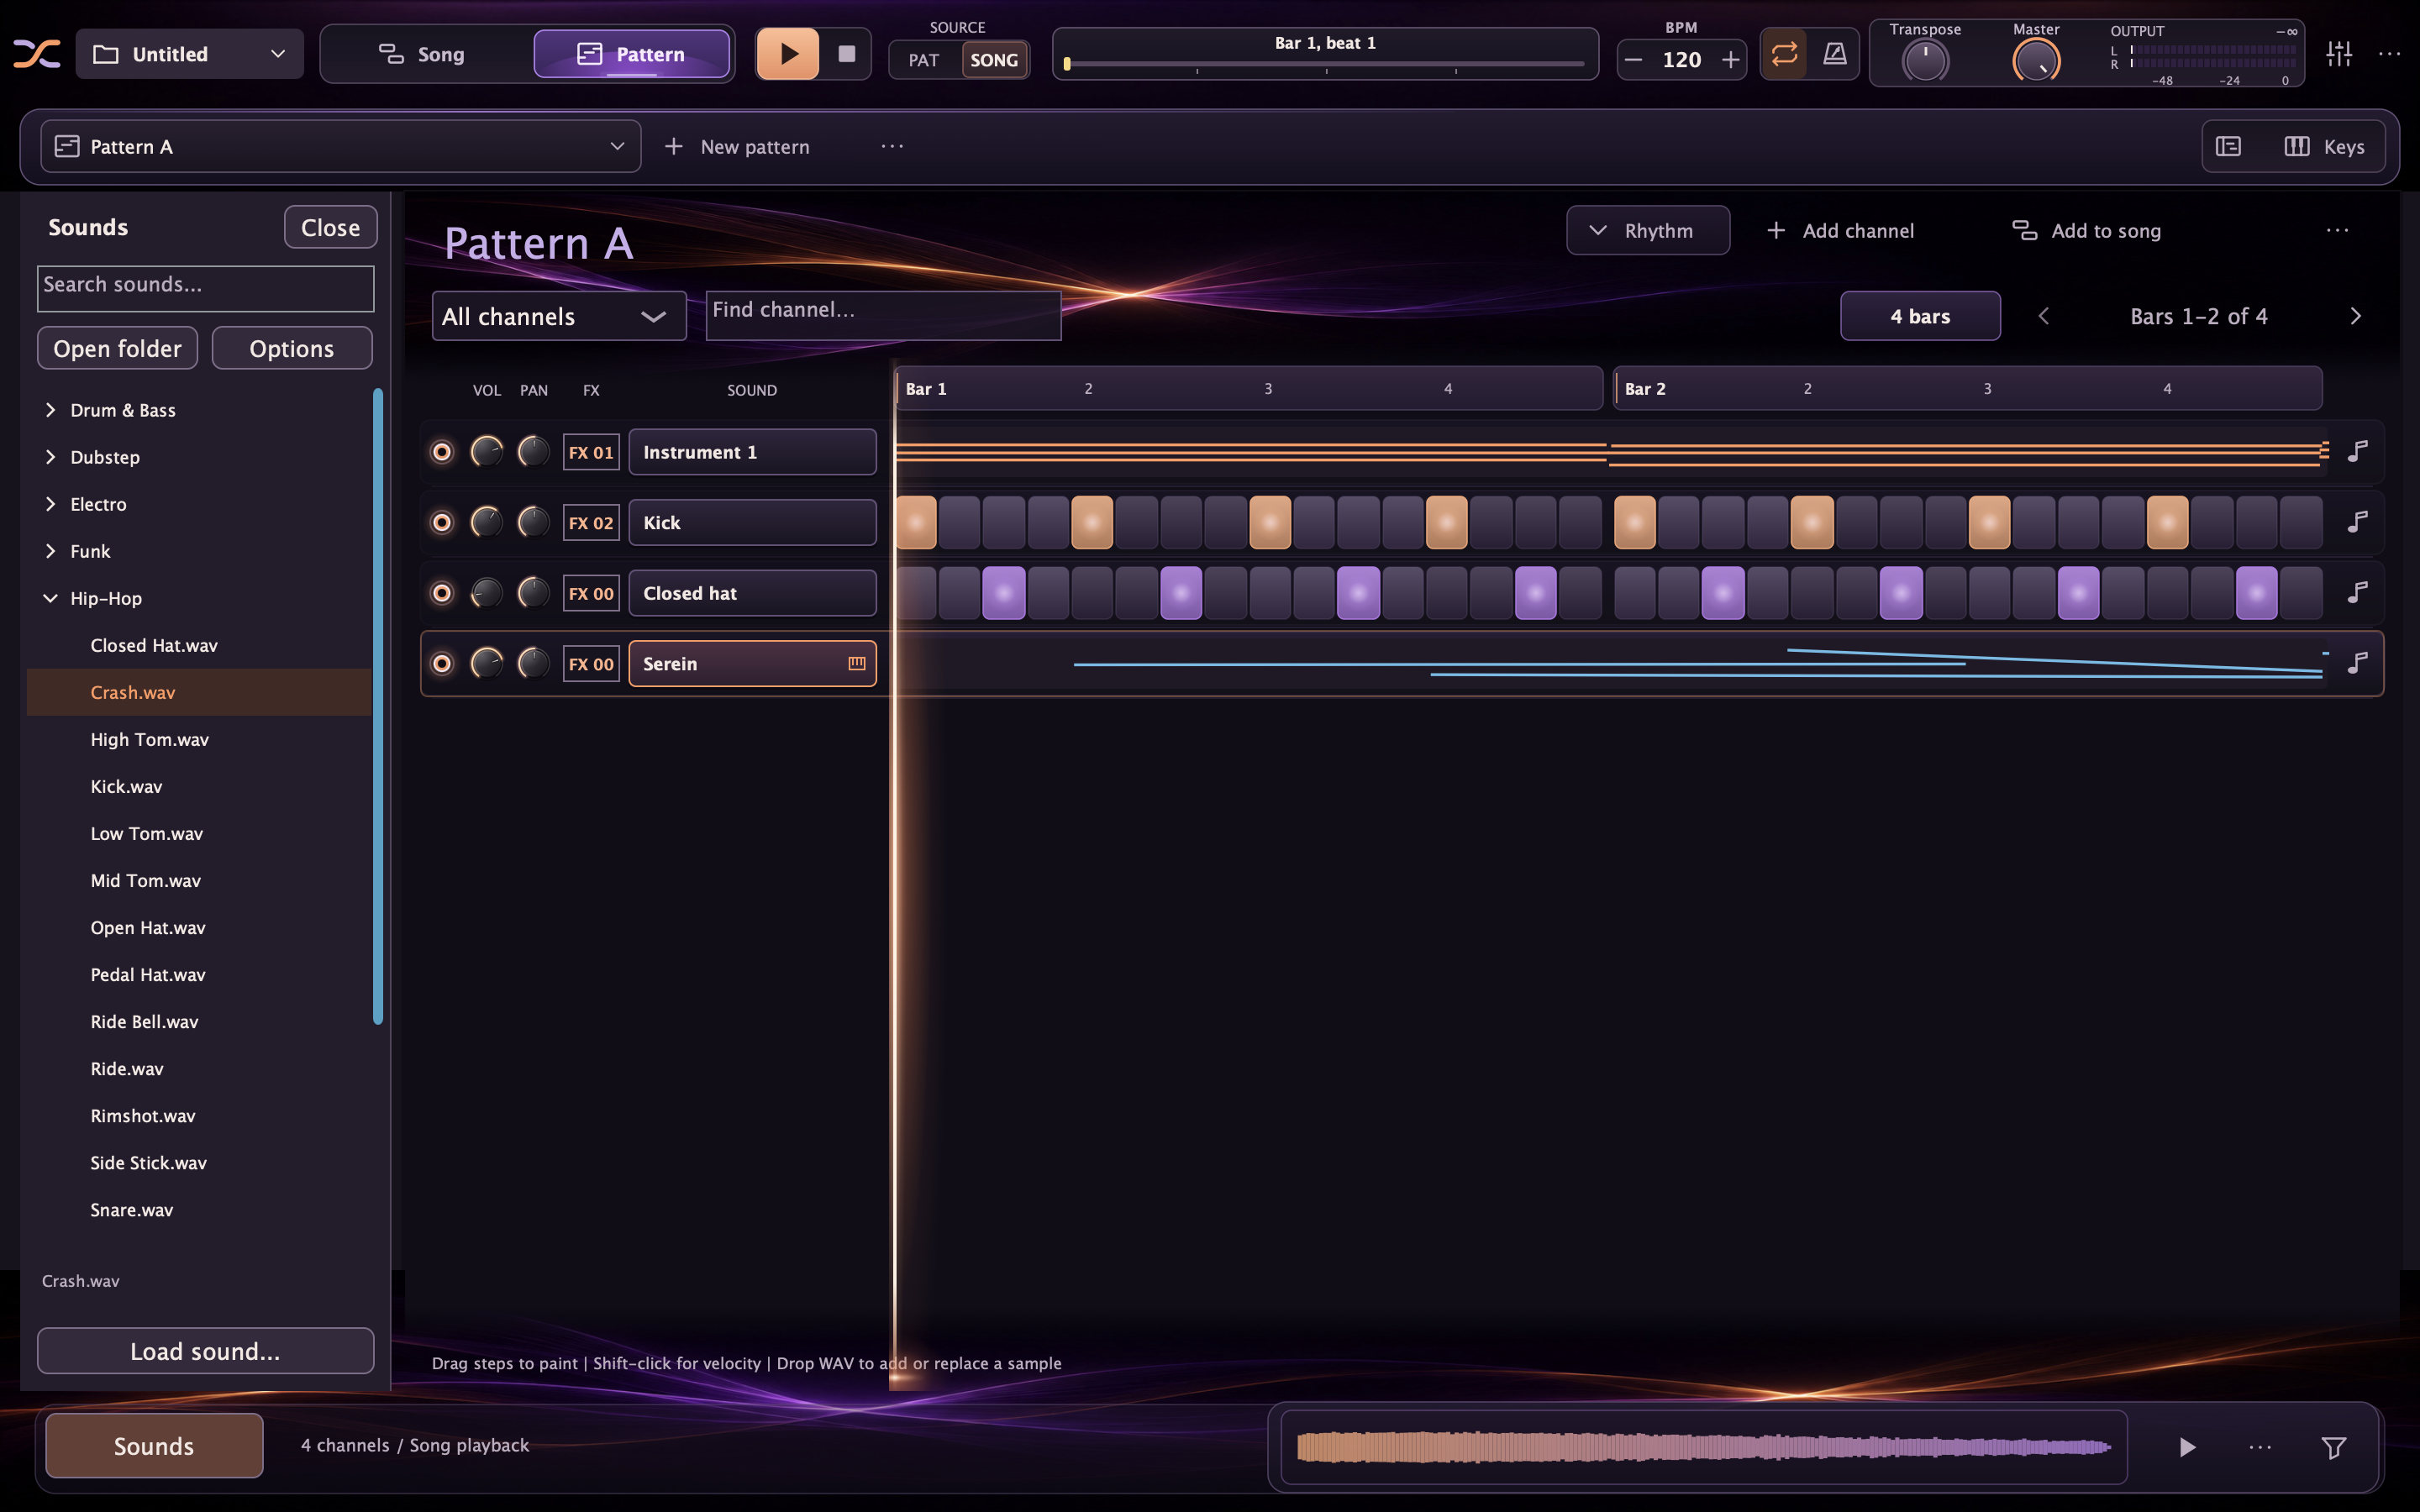 Untitled
Song
Pattern
SOURCE
PAT
SONG
Bar 1, beat 1
BPM
120
Transpose
Master
OUTPUT
-∞
L
R
-48
-24
0
Pattern A
New pattern
Keys
Sounds
Close
Search sounds...
Open folder
Options
Drum & Bass
Dubstep
Electro
Funk
Hip-Hop
Closed Hat.wav
Crash.wav
High Tom.wav
Kick.wav
Low Tom.wav
Mid Tom.wav
Open Hat.wav
Pedal Hat.wav
Ride Bell.wav
Ride.wav
Rimshot.wav
Side Stick.wav
Snare.wav
Crash.wav
Load sound...
Pattern A
Rhythm
Add channel
Add to song
All channels
Find channel...
4 bars
Bars 1-2 of 4
VOL PAN FX SOUND
Bar 1 2 3 4 Bar 2 2 3 4
FX 01 Instrument 1
FX 02 Kick
FX 00 Closed hat
FX 00 Serein
Drag steps to paint | Shift-click for velocity | Drop WAV to add or replace a sample
Sounds
4 channels / Song playback